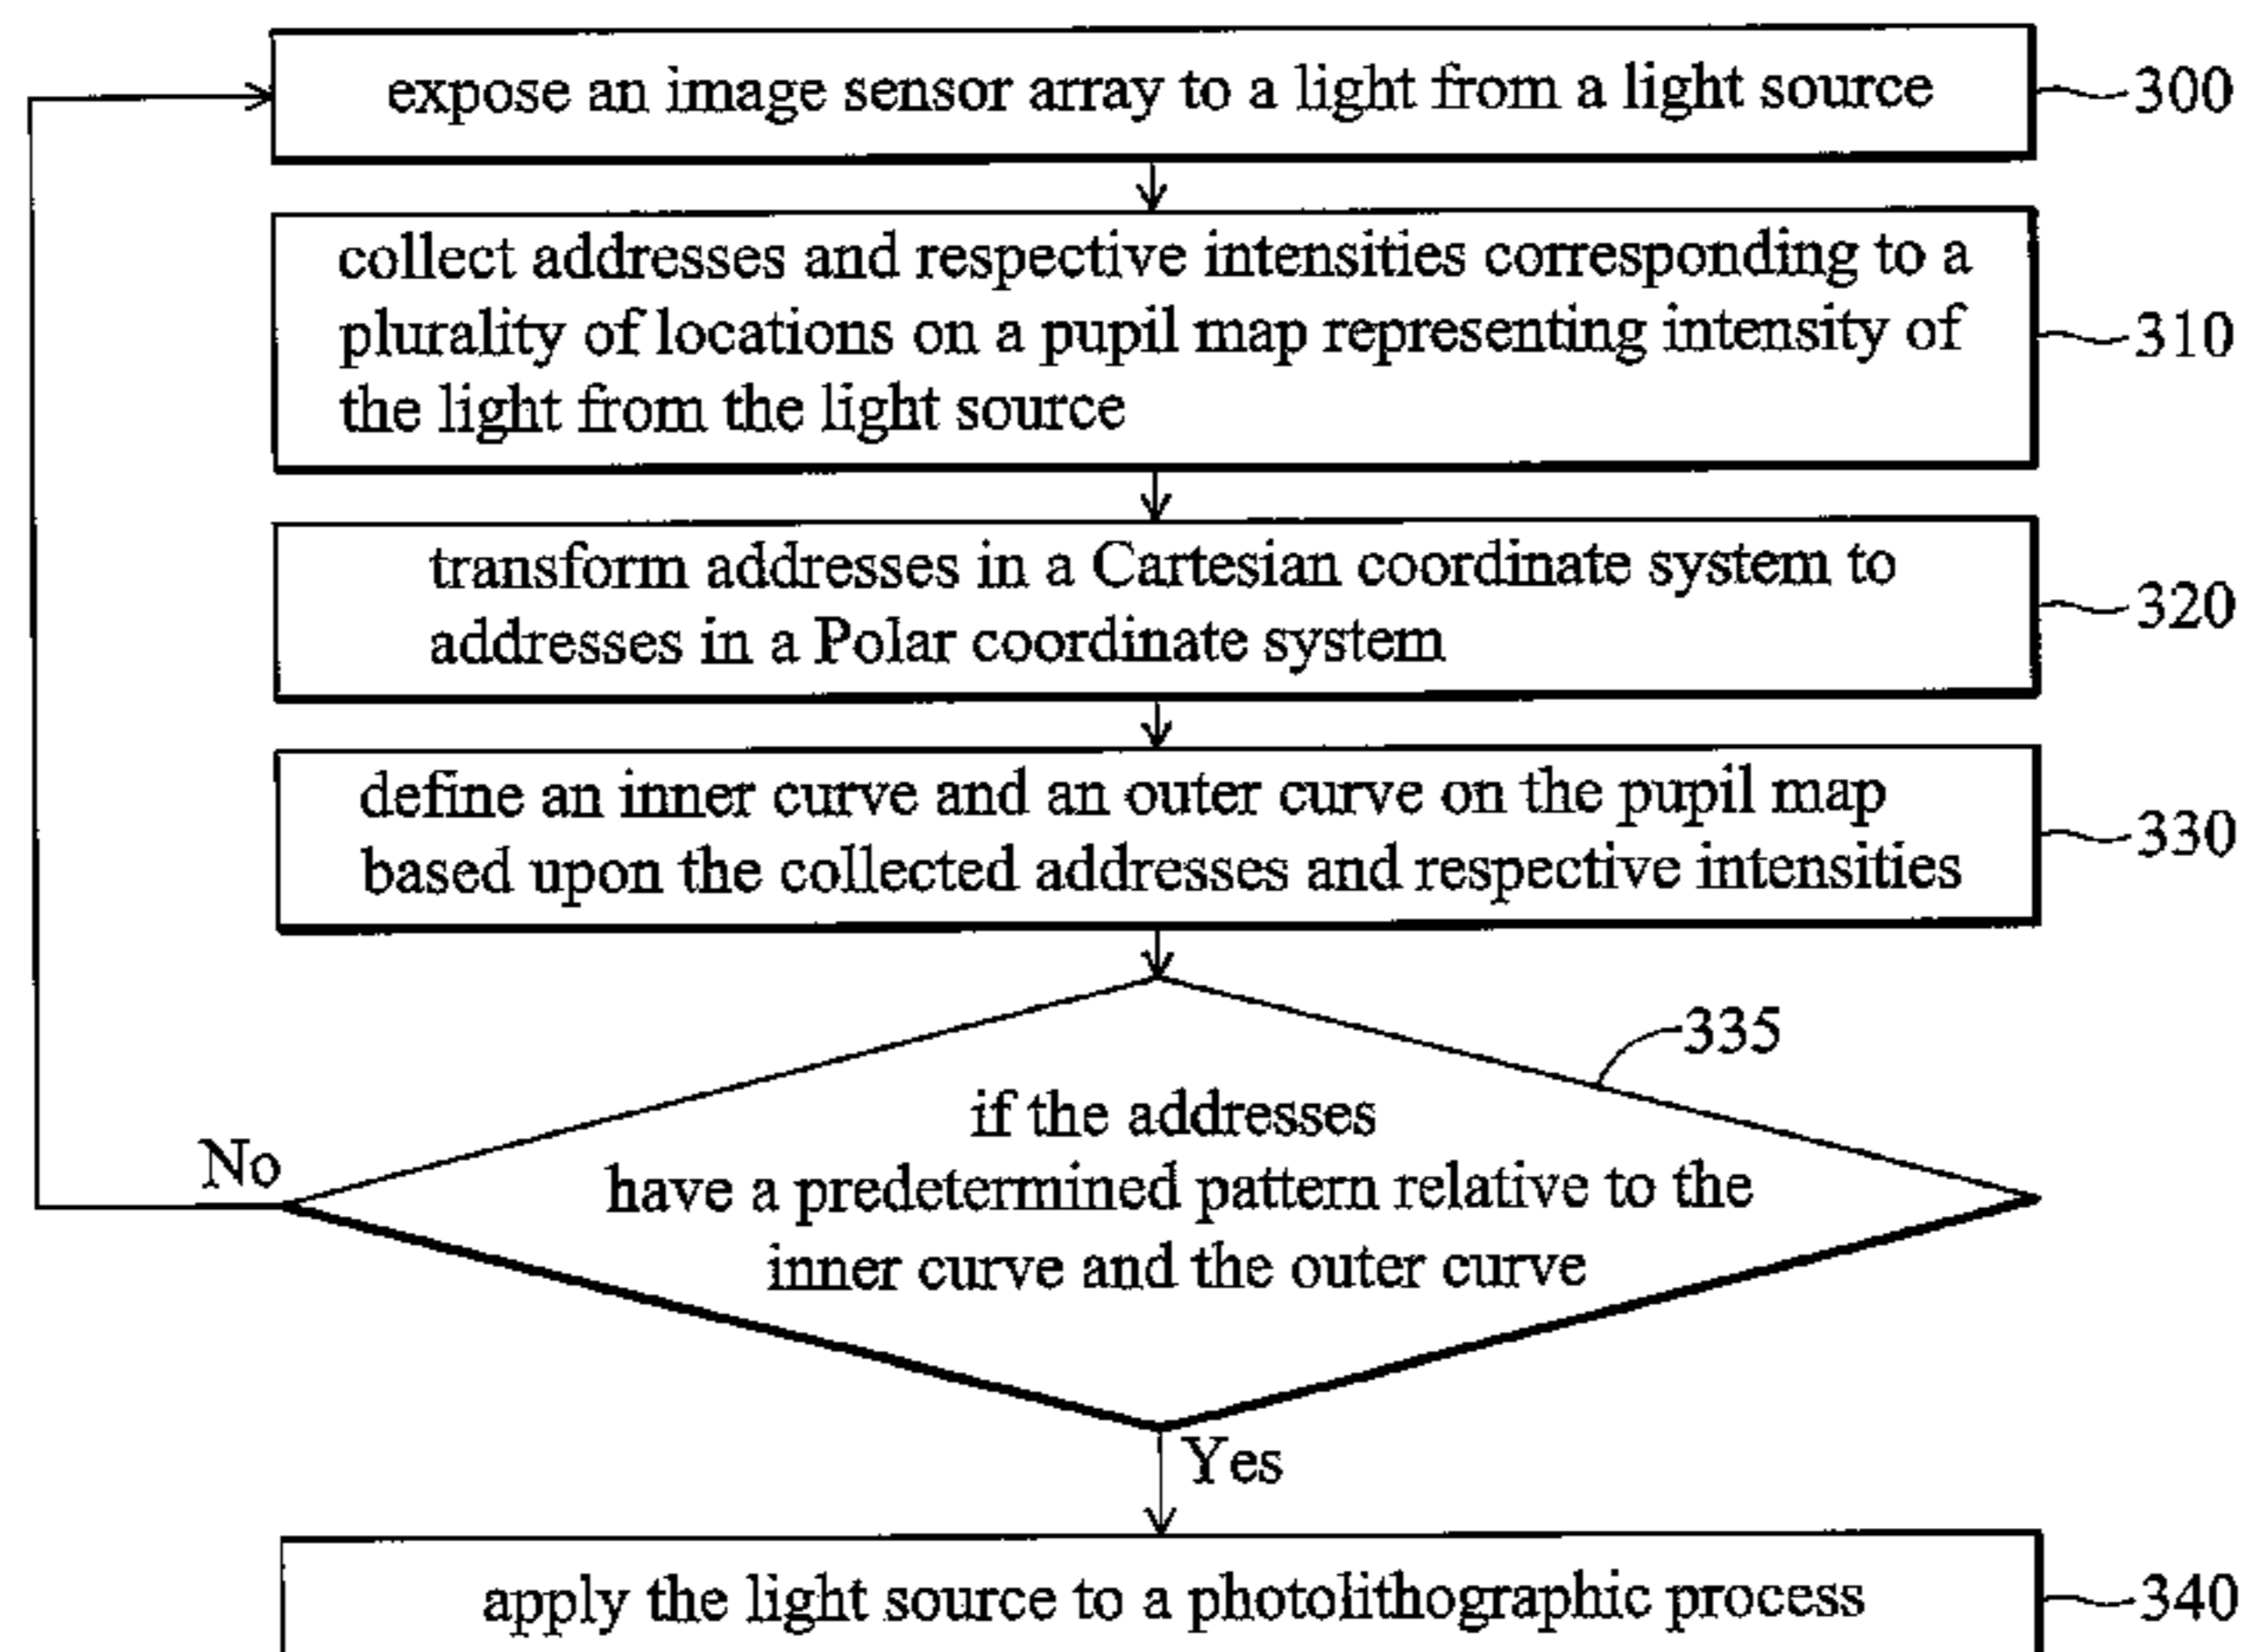 expose an image sensor array to a light from a light source
300
collect addresses and respective intensities corresponding to a
plurality of locations on a pupil map representing intensity of
the light from the light source
310
transform addresses in a Cartesian coordinate system to
addresses in a Polar coordinate system
320
define an inner curve and an outer curve on the pupil map
based upon the collected addresses and respective intensities
330
335
if the addresses
have a predetermined pattern relative to the
inner curve and the outer curve
No
Yes
apply the light source to a photolithographic process
340